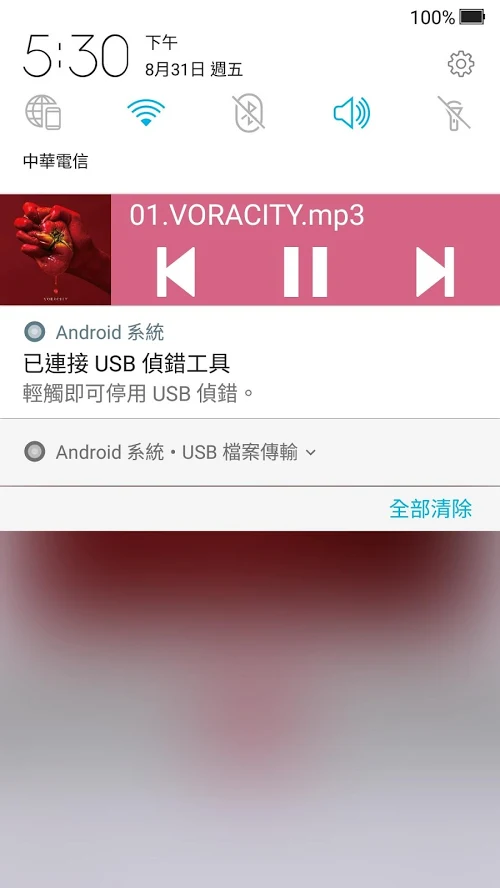 100%
5:30
下午
8月31日 週五
中華電信
01.VORACITY.mp3
VORACITY
Android 系統
已連接 USB 偵錯工具
輕觸即可停用 USB 偵錯。
Android 系統 • USB 檔案傳輸
全部清除